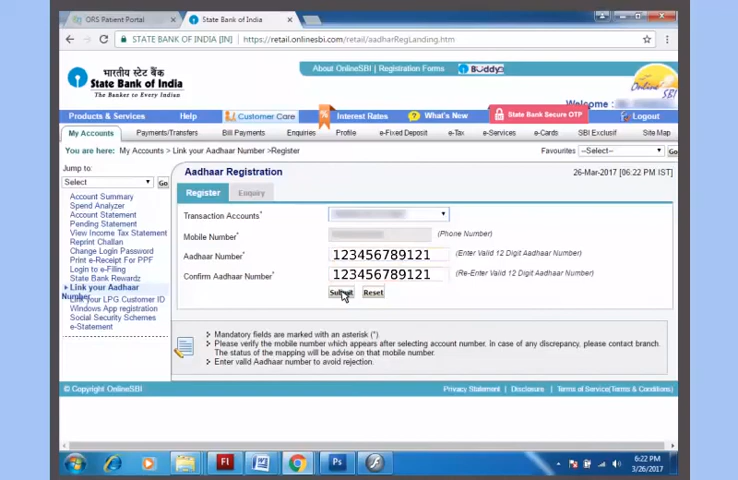 ORS Patient Portal
State Bank of India
STATE BANK OF INDIA [IN] https://retail.onlinesbi.com/retail/aadharRegLanding.htm
भारतीय स्टेट बैंक
State Bank of India
The Banker to Every Indian
About OnlineSBI | Registration Forms
Buddy
SBI
Welcome :
Products & Services Help Customer Care Interest Rates What's New State Bank Secure OTP Logout
My Accounts Payments/Transfers Bill Payments Enquiries Profile e-Fixed Deposit e-Tax e-Services e-Cards SBI Exclusif Site Map
You are here: My Accounts > Link your Aadhaar Number >Register
Favourites --Select-- Go
Jump to:
Select Go
Account Summary
Spend Analyzer
Account Statement
Pending Statement
View Income Tax Statement
Reprint Challan
Change Login Password
Print e-Receipt For PPF
Login to e-Filing
State Bank Rewardz
Link your Aadhaar
Number
Link your LPG Customer ID
Windows App registration
Social Security Schemes
e-Statement
Aadhaar Registration
26-Mar-2017 [06:22 PM IST]
Register Enquiry
Transaction Accounts*
Mobile Number* (Phone Number)
Aadhaar Number* 123456789121 (Enter Valid 12 Digit Aadhaar Number)
Confirm Aadhaar Number* 123456789121 (Re-Enter Valid 12 Digit Aadhaar Number)
Submit Reset
Mandatory fields are marked with an asterisk (*).
Please verify the mobile number which appears after selecting account number. In case of any discrepancy, please contact branch.
The status of the mapping will be advise on that mobile number.
Enter valid Aadhaar number to avoid rejection.
© Copyright OnlineSBI
Privacy Statement | Disclosure | Terms of Service(Terms & Conditions)
Fl
W
Ps
6:22 PM
3/26/2017